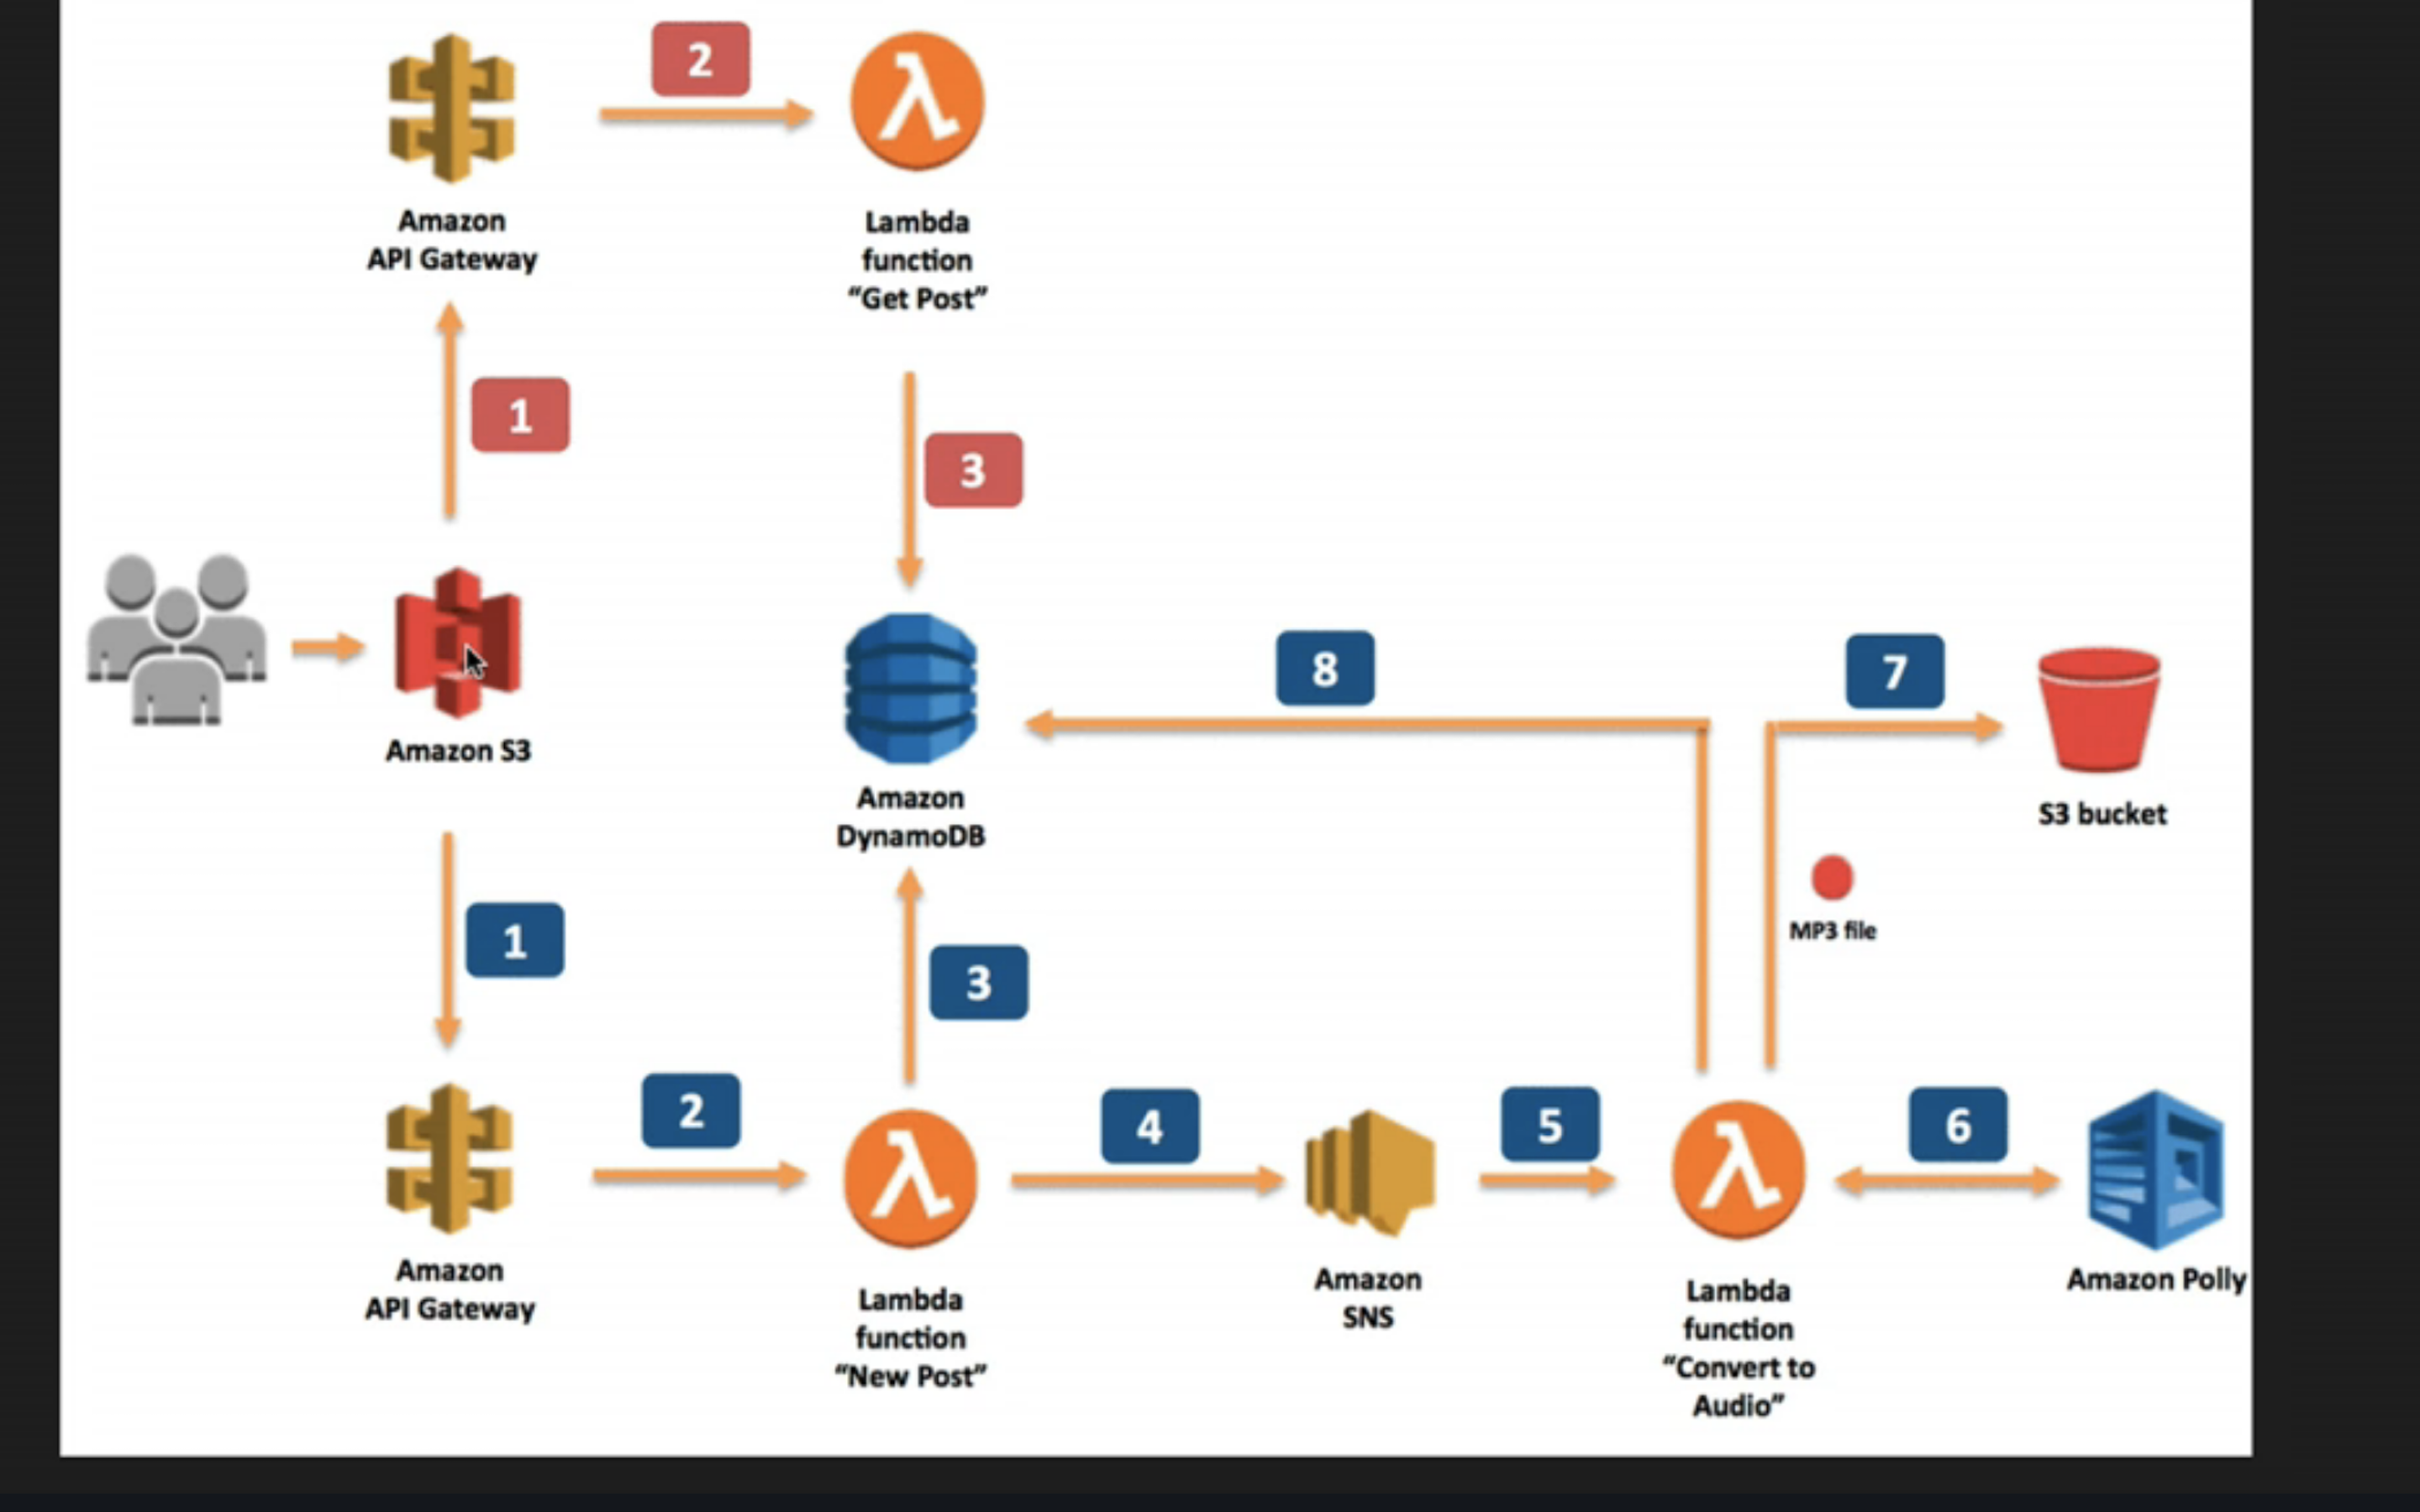 2
Amazon
API Gateway
Lambda
function
“Get Post”
1
3
Amazon S3
8
7
Amazon
DynamoDB
S3 bucket
MP3 file
1
3
2
4
5
6
Amazon
API Gateway
Lambda
function
“New Post”
Amazon
SNS
Lambda
function
“Convert to
Audio”
Amazon Polly